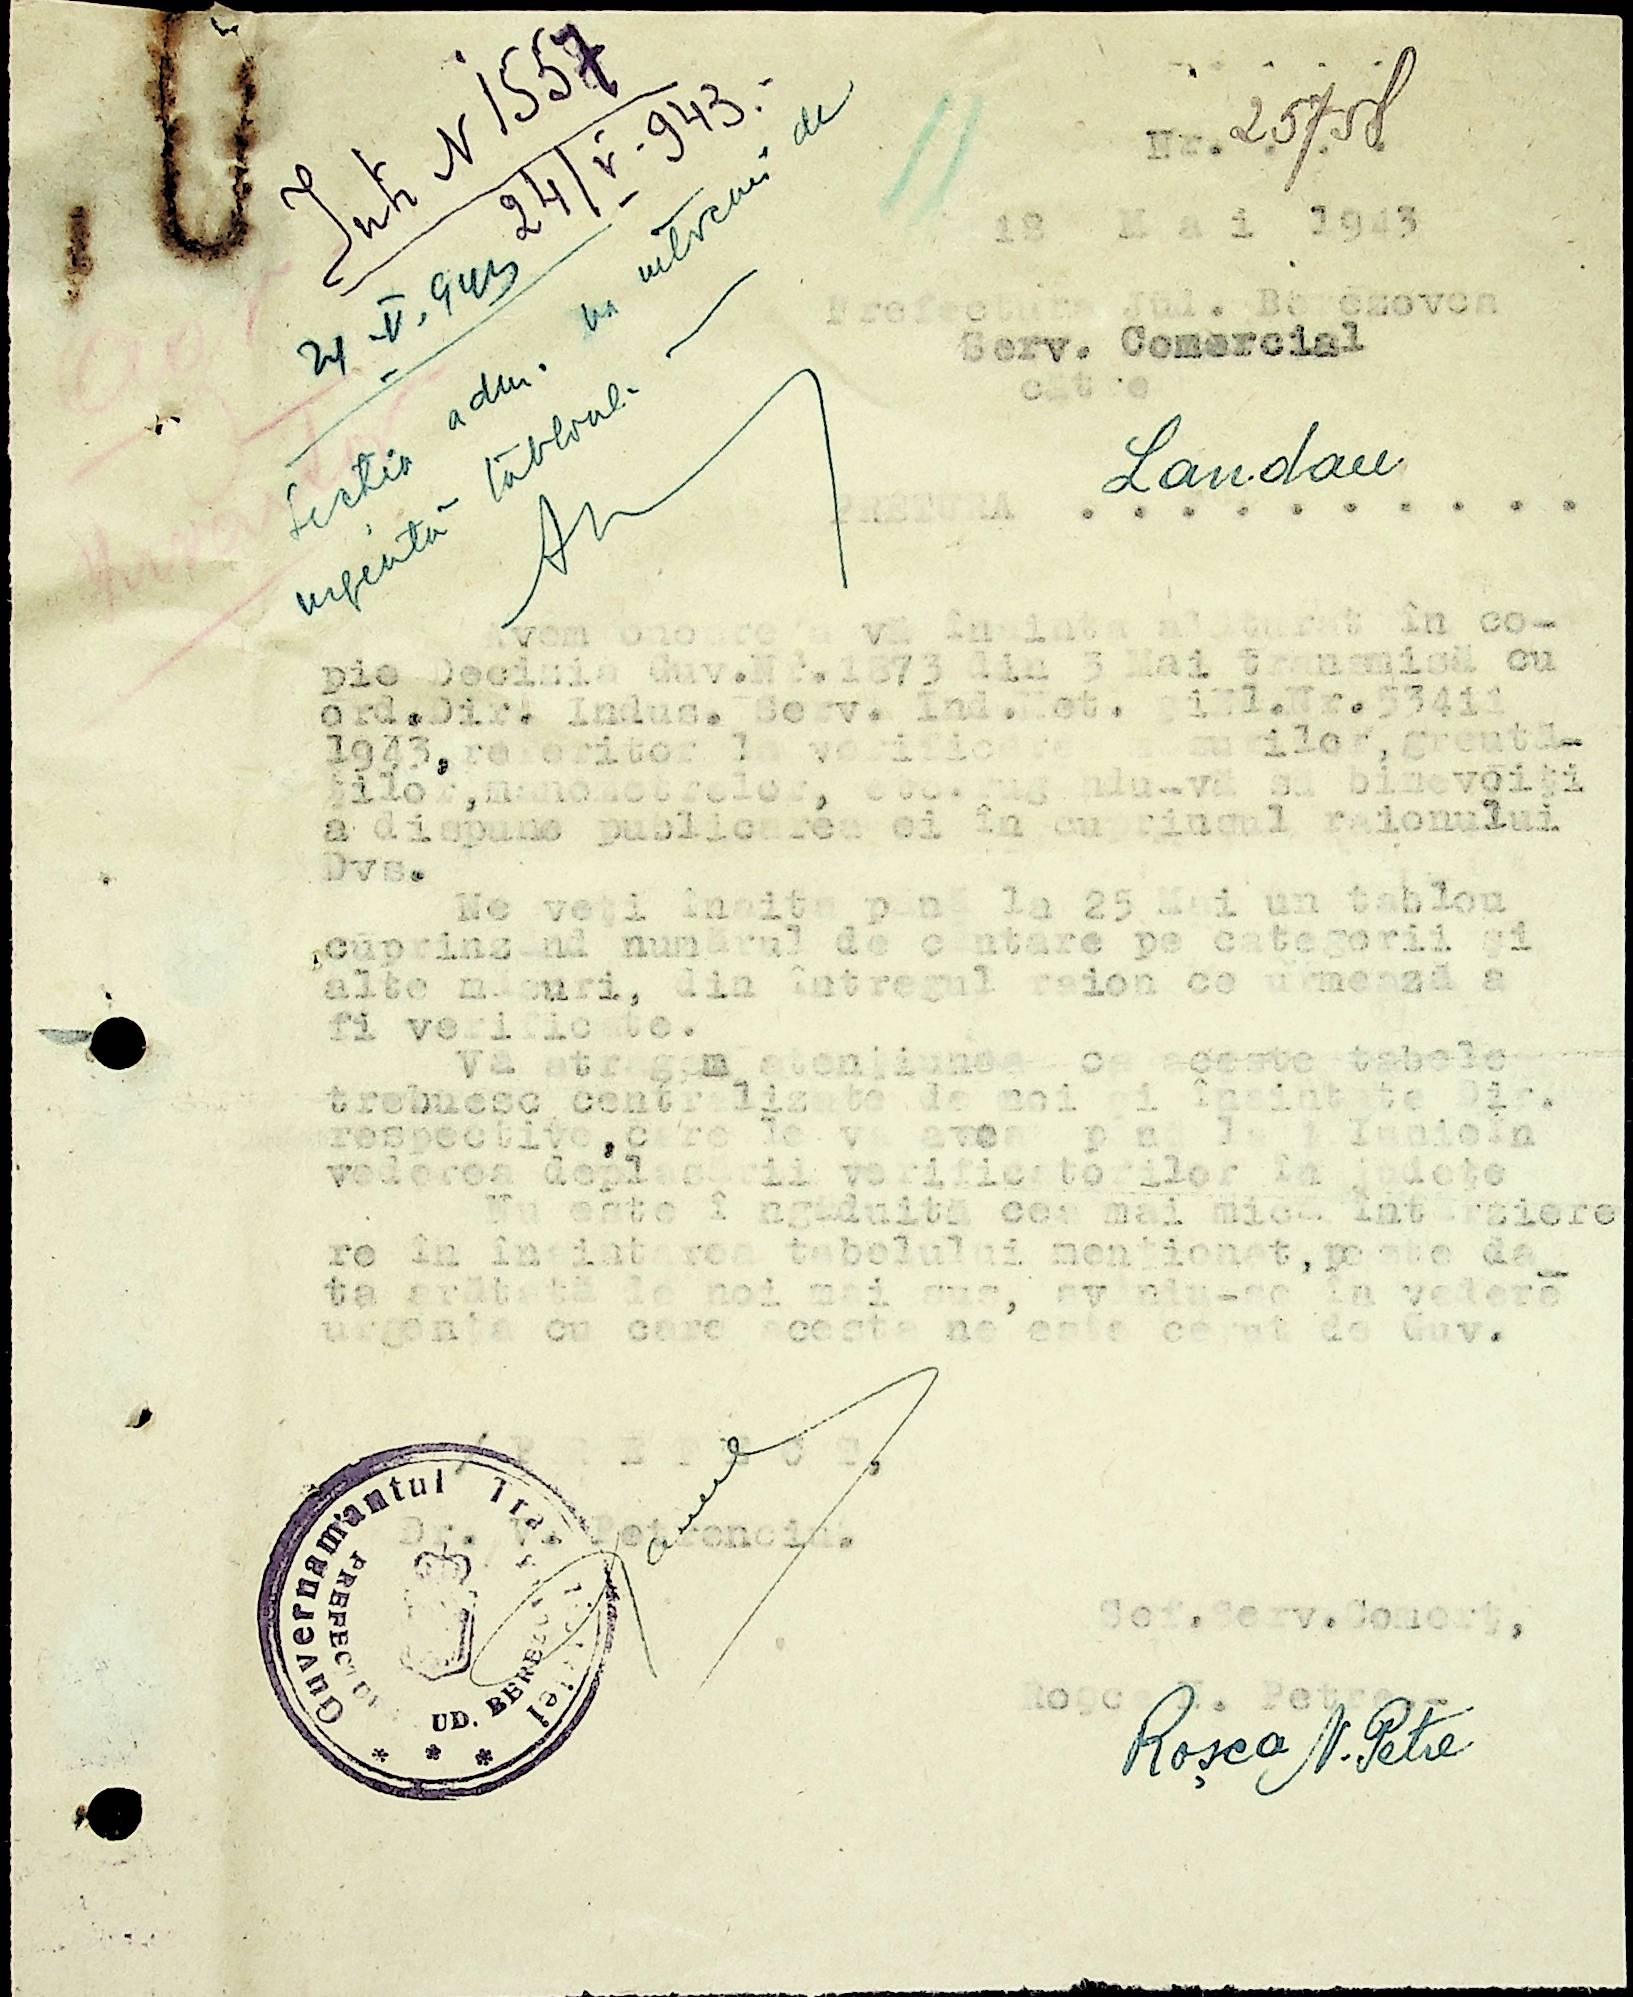 Intr N 1557
24/V-943.-
24-V.943
Secția adm. va întocmi de
urgență tabloul.
Nr. 25758
18 Mai 1943
Prefectura Jud. Berezovca
Serv. Comercial
către
Landau
PRETURA . . . . . . . . . .
Avem onoare a vă înainta alăturat în co-
pie Decizia Guv.Nr.1873 din 3 Mai transmisă cu
ord.Dir. Indus. Serv. Ind.Met. și Nr.53411
1943,referitor la verificarea măsurilor,greută-
ților,manometrelor, etc.rugându-vă să binevoiți
a dispune publicarea ei în cuprinsul raionului
Dvs.
Ne veți înainta până la 25 Mai un tablou
cuprinzând numărul de cântare pe categorii și
alte măsuri, din întregul raion ce urmează a
fi verificate.
Vă atragem atențiunea că aceste tabele
trebuesc centralizate de noi și înaintate Dir.
respective,care le va avea până la 1 Iunie în
vederea deplasării verificatorilor în județe
Nu este îngăduită cea mai mică întârziere
re în înaintarea tabelului menționat,peste da_
ta arătată de noi mai sus, avându-se în vedere
urgența cu care acesta ne este cerut de Guv.
/ P R E F E C T,
Dr. V. Petrenciu.
Guvernamantul Transnistriei
PREFECTURA JUD. BEREZOVCA
* * *
Șef.Serv.Comerț,
Roșca N. Petre.-
Roșca N. Petre